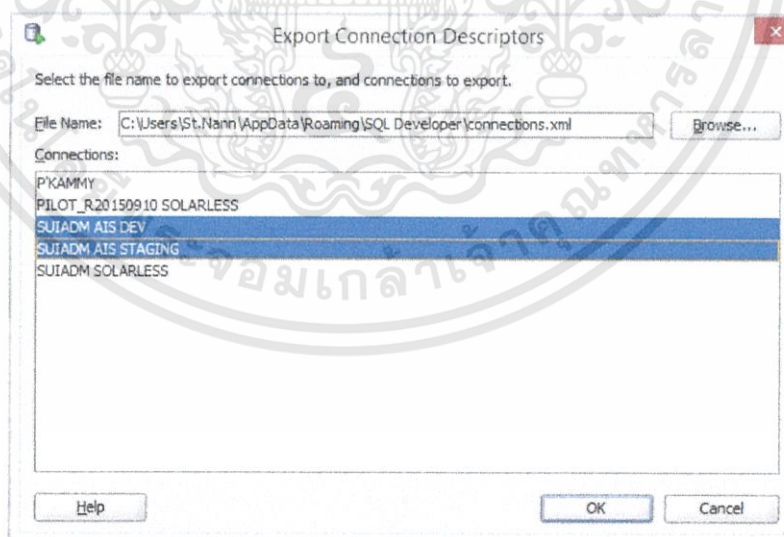 Export Connection Descriptors
Select the file name to export connections to, and connections to export.
File Name: C:\Users\St.Nann\AppData\Roaming\SQL Developer\connections.xml Browse...
Connections:
P'KAMMY
PILOT_R20150910 SOLARLESS
SUIADM AIS DEV
SUIADM AIS STAGING
SUIADM SOLARLESS
Help OK Cancel